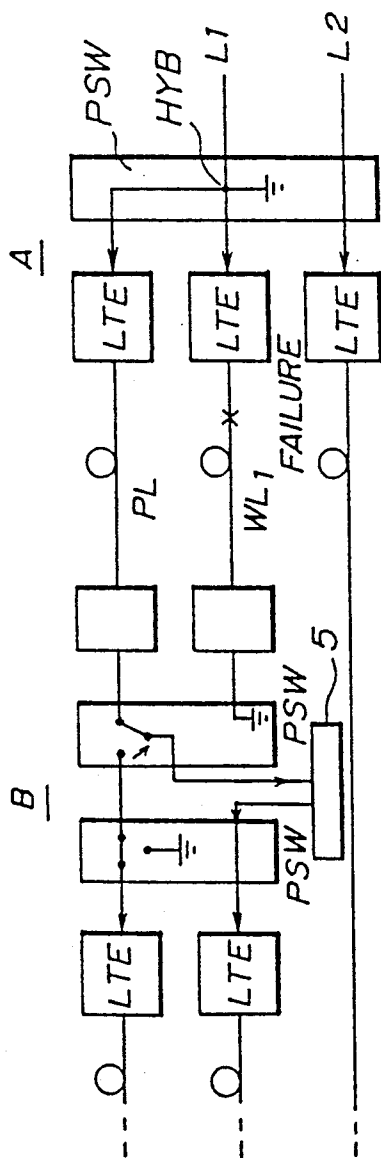 A
B
PSW
HYB
L1
L2
LTE
LTE
LTE
PL
WL1
FAILURE
PSW
PSW
5
LTE
LTE